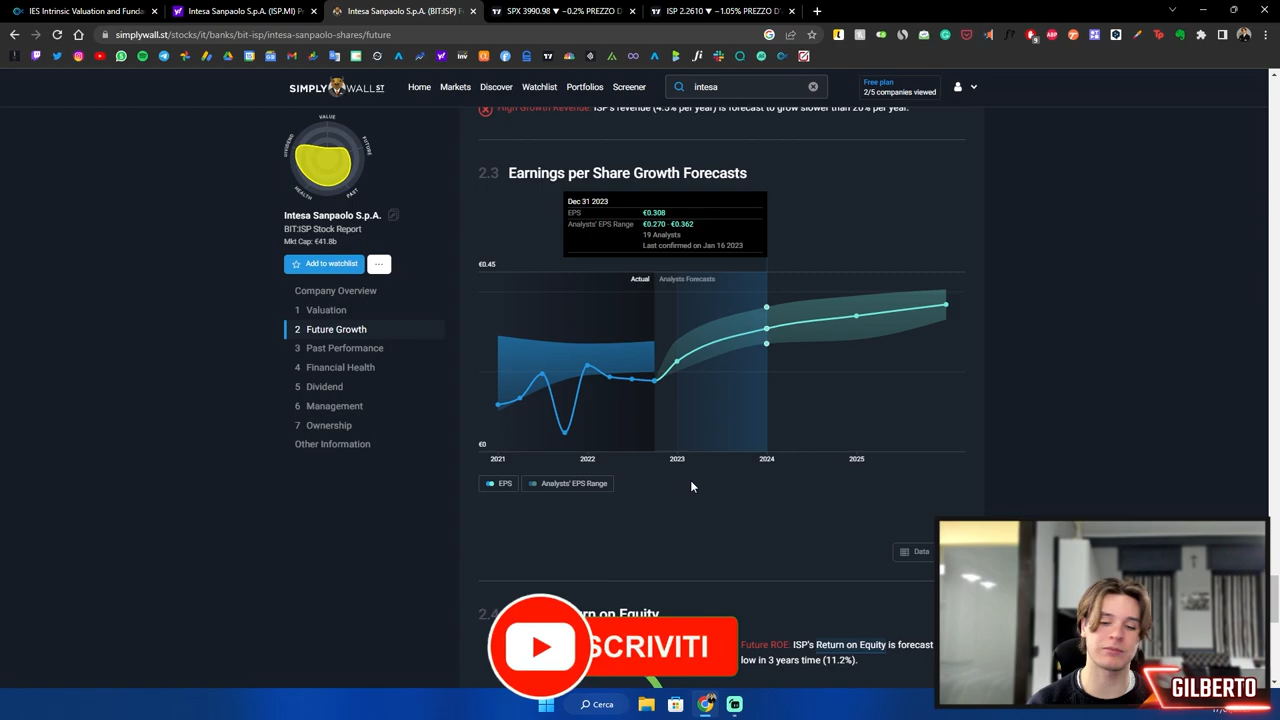 IES Intrinsic Valuation and Fundar
Intesa Sanpaolo S.p.A. (ISP.MI) Pr
Intesa Sanpaolo S.p.A. (BIT:ISP) F
SPX 3990.98 ▼ −0.2% PREZZO D
ISP 2.2610 ▼ −1.05% PREZZO D'
simplywall.st/stocks/it/banks/bit-isp/intesa-sanpaolo-shares/future
SIMPLY WALL ST
Home
Markets
Discover
Watchlist
Portfolios
Screener
intesa
Free plan
2/5 companies viewed
VALUE
FUTURE
PAST
HEALTH
DIVIDEND
Intesa Sanpaolo S.p.A.
BIT:ISP Stock Report
Mkt Cap: €41.8b
Add to watchlist
...
Company Overview
1 Valuation
2 Future Growth
3 Past Performance
4 Financial Health
5 Dividend
6 Management
7 Ownership
Other Information
High Growth Revenue: ISP's revenue (4.5% per year) is forecast to grow slower than 20% per year.
2.3 Earnings per Share Growth Forecasts
Dec 31 2023
EPS €0.308
Analysts' EPS Range €0.270 - €0.362
19 Analysts
Last confirmed on Jan 16 2023
€0.45
Actual
Analysts Forecasts
€0
2021 2022 2023 2024 2025
EPS
Analysts' EPS Range
Data
on Equity
Future ROE: ISP's Return on Equity is forecast
low in 3 years time (11.2%).
SCRIVITI
Cerca
GILBERTO